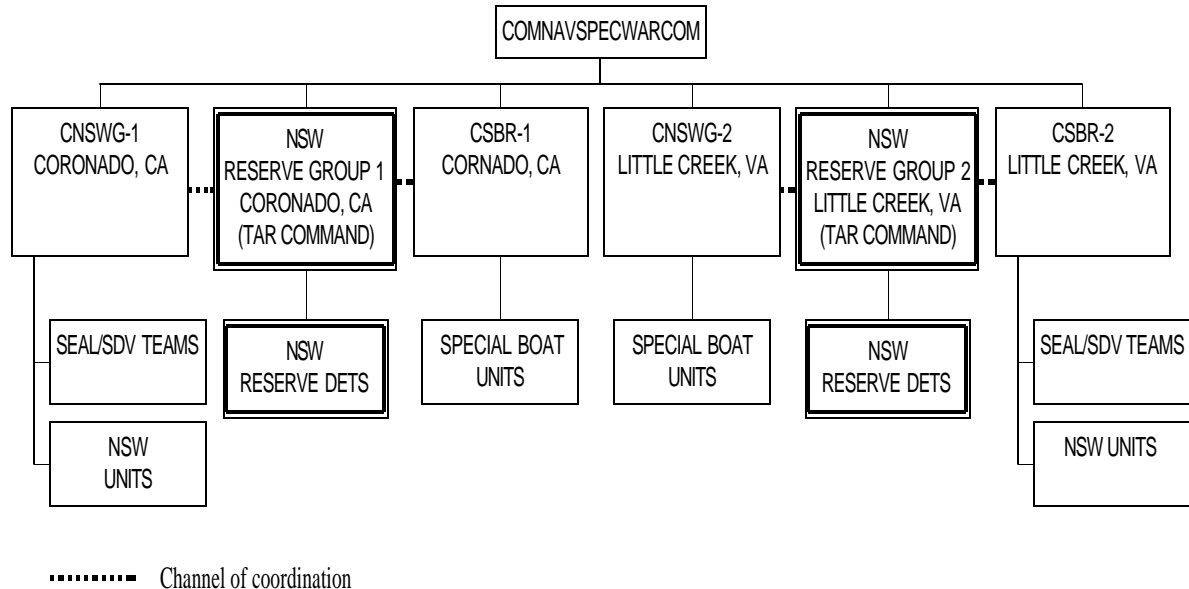 COMNAVSPECWARCOM
CNSWG-1
CORONADO, CA
NSW
RESERVE GROUP 1
CORONADO, CA
(TAR COMMAND)
CSBR-1
CORNADO, CA
CNSWG-2
LITTLE CREEK, VA
NSW
RESERVE GROUP 2
LITTLE CREEK, VA
(TAR COMMAND)
CSBR-2
LITTLE CREEK, VA
SEAL/SDV TEAMS
NSW
RESERVE DETS
SPECIAL BOAT
UNITS
SPECIAL BOAT
UNITS
NSW
RESERVE DETS
SEAL/SDV TEAMS
NSW
UNITS
NSW UNITS
Channel of coordination